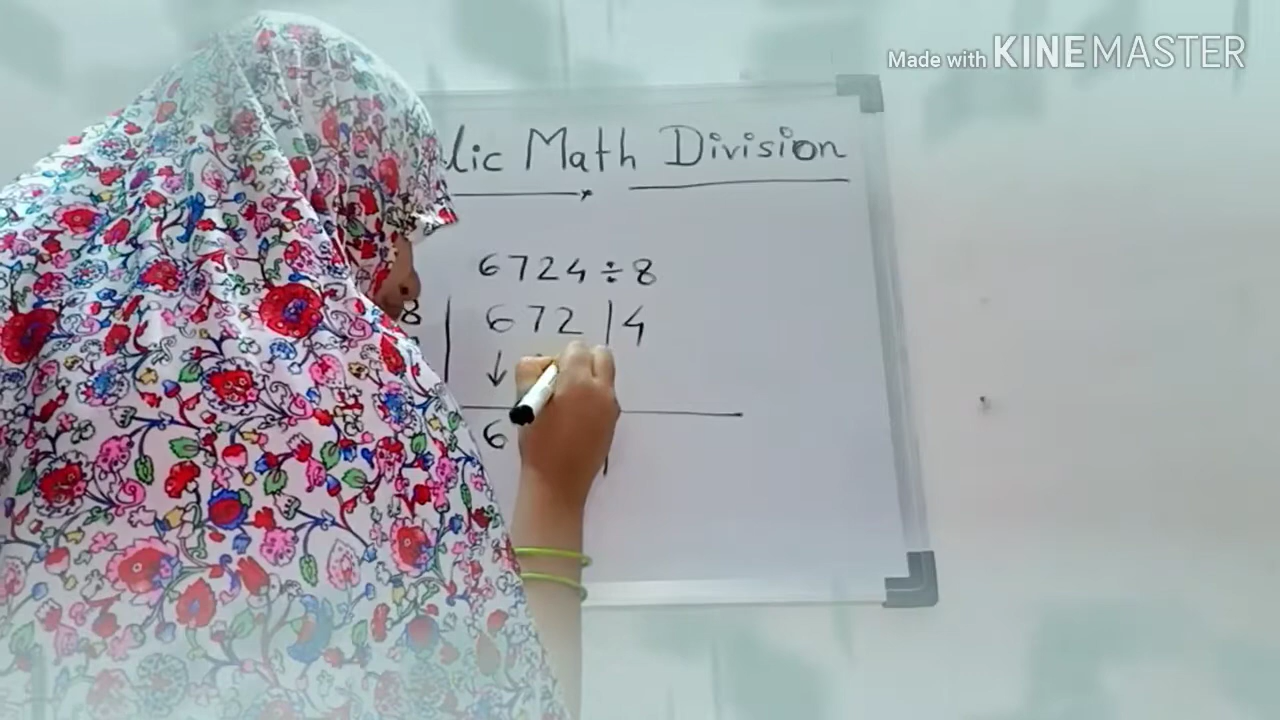 Made with KINEMASTER
lic Math Division
6724 ÷ 8
8 | 672 | 4
↓
6